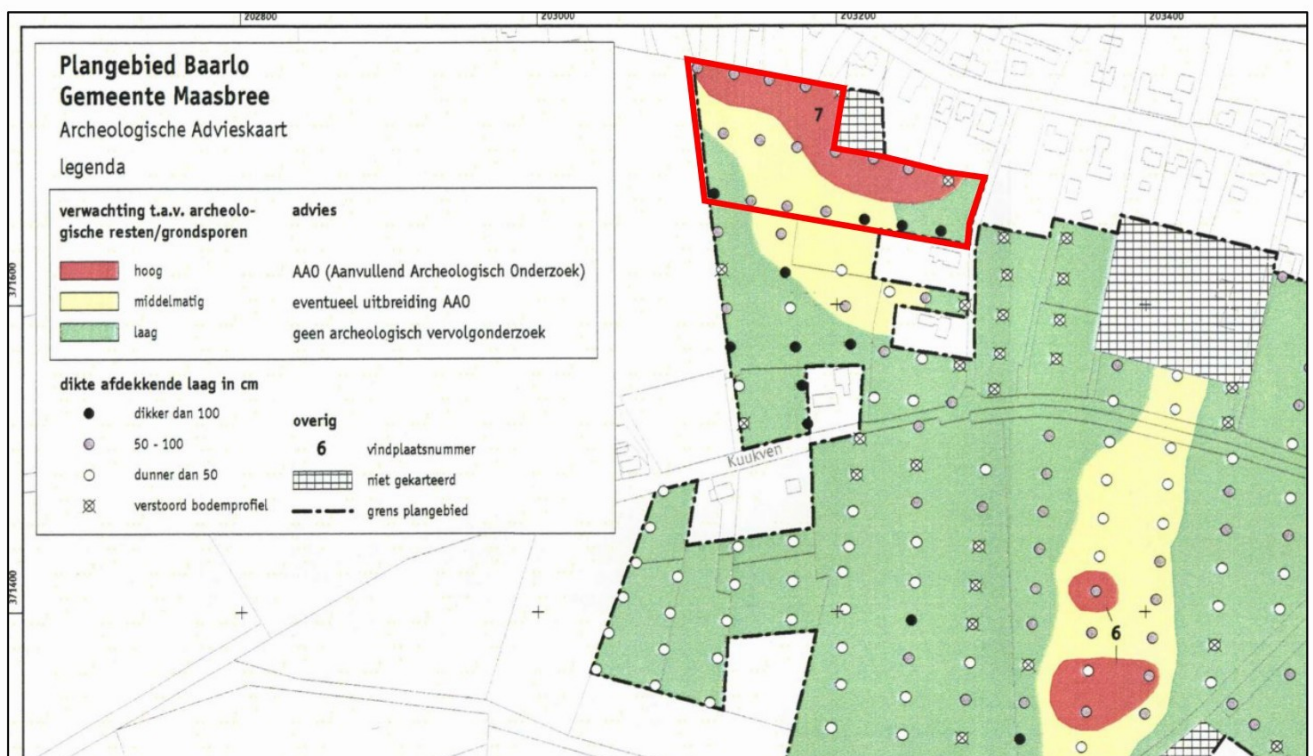 202800
203000
203200
203400
Plangebied Baarlo
Gemeente Maasbree
Archeologische Advieskaart
legenda
verwachting t.a.v. archeolo-
gische resten/grondsporen
advies
hoog
AAO (Aanvullend Archeologisch Onderzoek)
middelmatig
eventueel uitbreiding AAO
laag
geen archeologisch vervolgonderzoek
dikte afdekkende laag in cm
dikker dan 100
50 - 100
dunner dan 50
verstoord bodemprofiel
overig
6
vindplaatsnummer
niet gekarteerd
grens plangebied
371600
371400
7
Kuukven
6